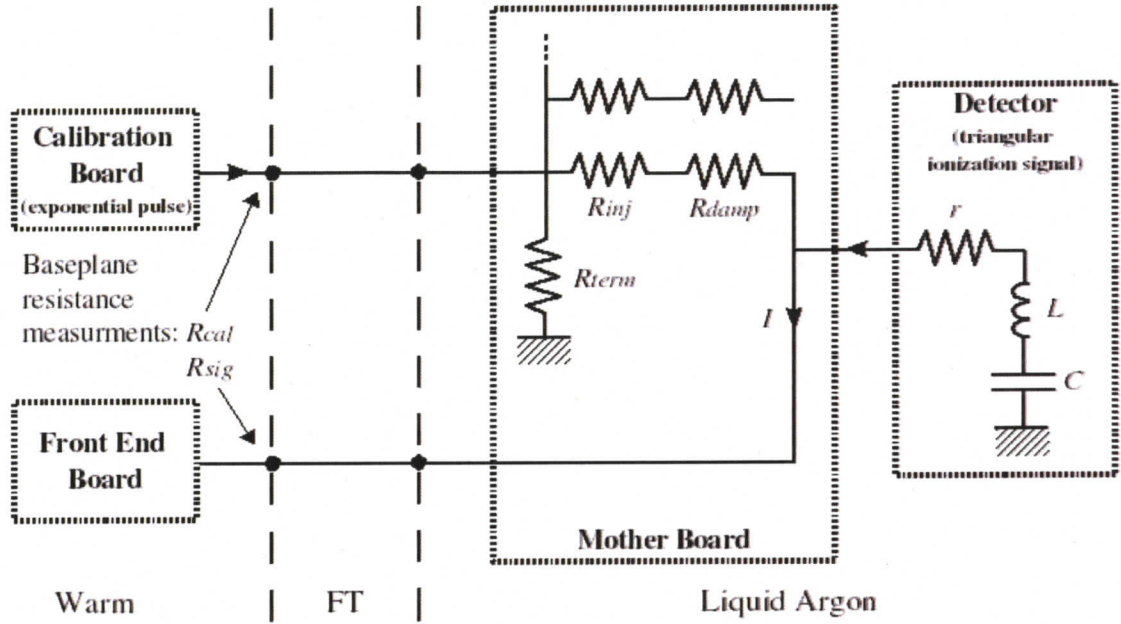 Calibration
Board
(exponential pulse)
Baseplane
resistance
measurments: Rcal
Rsig
Front End
Board
Rinj
Rdamp
Rterm
I
Mother Board
Detector
(triangular
ionization signal)
r
L
C
Warm
FT
Liquid Argon